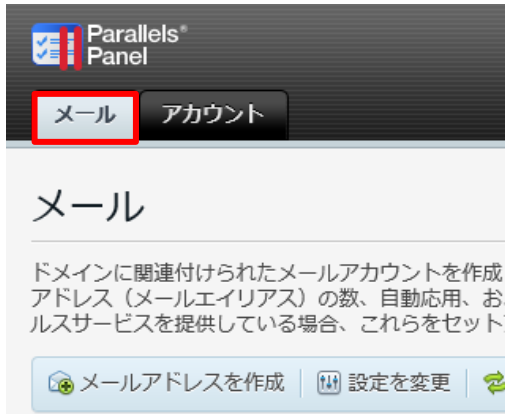 Parallels®
Panel
メール アカウント
メール
ドメインに関連付けられたメールアカウントを作成
アドレス（メールエイリアス）の数、自動応用、お
ルスサービスを提供している場合、これらをセット
メールアドレスを作成 設定を変更